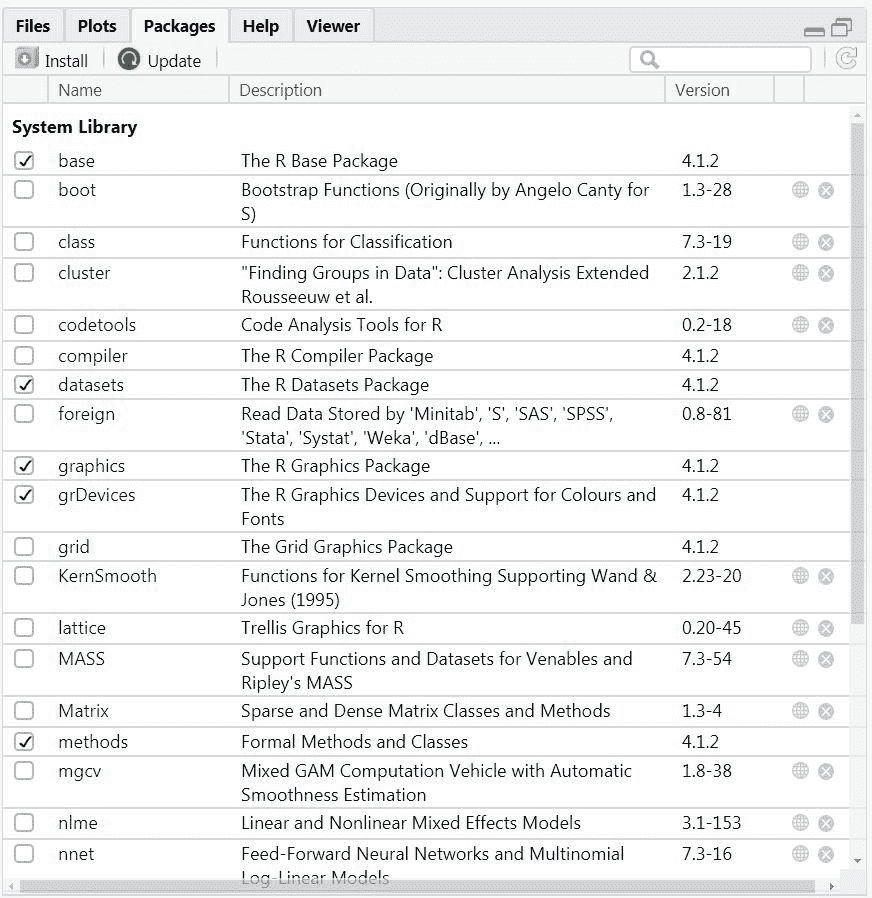 Files Plots Packages Help Viewer
Install Update
Name Description Version
System Library
base The R Base Package 4.1.2
boot Bootstrap Functions (Originally by Angelo Canty for 1.3-28
S)
class Functions for Classification 7.3-19
cluster "Finding Groups in Data": Cluster Analysis Extended 2.1.2
Rousseeuw et al.
codetools Code Analysis Tools for R 0.2-18
compiler The R Compiler Package 4.1.2
datasets The R Datasets Package 4.1.2
foreign Read Data Stored by 'Minitab', 'S', 'SAS', 'SPSS', 0.8-81
'Stata', 'Systat', 'Weka', 'dBase', ...
graphics The R Graphics Package 4.1.2
grDevices The R Graphics Devices and Support for Colours and 4.1.2
Fonts
grid The Grid Graphics Package 4.1.2
KernSmooth Functions for Kernel Smoothing Supporting Wand & 2.23-20
Jones (1995)
lattice Trellis Graphics for R 0.20-45
MASS Support Functions and Datasets for Venables and 7.3-54
Ripley's MASS
Matrix Sparse and Dense Matrix Classes and Methods 1.3-4
methods Formal Methods and Classes 4.1.2
mgcv Mixed GAM Computation Vehicle with Automatic 1.8-38
Smoothness Estimation
nlme Linear and Nonlinear Mixed Effects Models 3.1-153
nnet Feed-Forward Neural Networks and Multinomial 7.3-16
Log-Linear Models